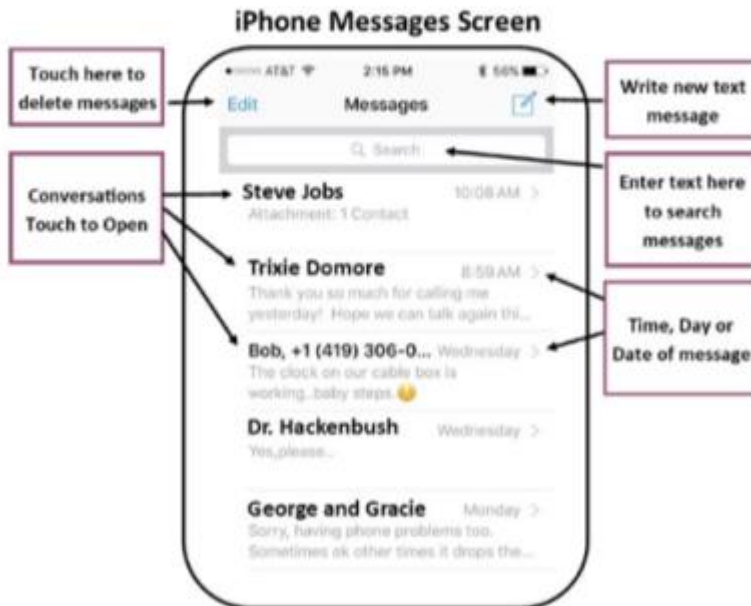 iPhone Messages Screen
Touch here to
delete messages
AT&T 2:15 PM 56%
Edit Messages
Write new text
message
Search
Enter text here
to search
messages
Conversations
Touch to Open
Steve Jobs 10:08 AM >
Attachment: 1 Contact
Trixie Domore 8:59 AM >
Thank you so much for calling me
yesterday! Hope we can talk again thi...
Time, Day or
Date of message
Bob, +1 (419) 306-0... Wednesday >
The clock on our cable box is
working..baby steps.
Dr. Hackenbush Wednesday >
Yes,please..
George and Gracie Monday >
Sorry, having phone problems too.
Sometimes ok other times it drops the...